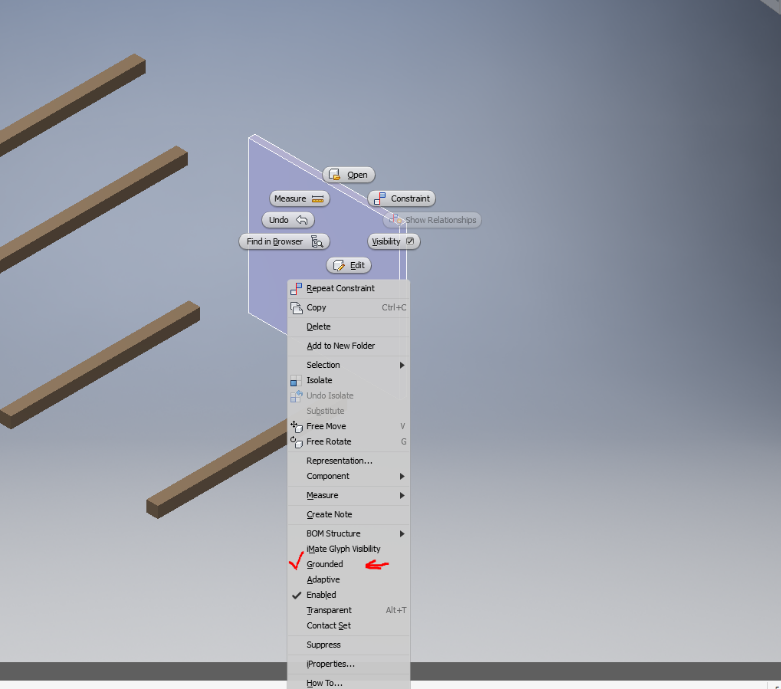 Open
Measure
Constraint
Undo
Show Relationships
Find in Browser
Visibility
Edit
Repeat Constraint
Copy Ctrl+C
Delete
Add to New Folder
Selection
Isolate
Undo Isolate
Substitute
Free Move V
Free Rotate G
Representation...
Component
Measure
Create Note
BOM Structure
iMate Glyph Visibility
Grounded
Adaptive
Enabled
Transparent Alt+T
Contact Set
Suppress
iProperties...
How To...